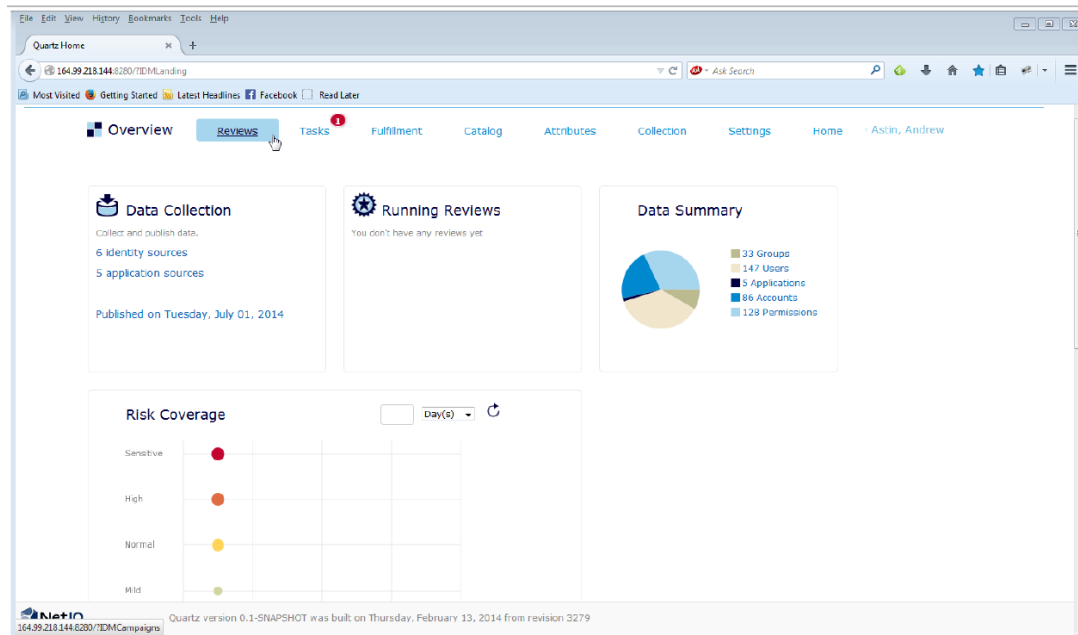 File Edit View History Bookmarks Tools Help
Quartz Home × +
164.99.218.144:8280/?IDMLanding
Ask Search
Most Visited Getting Started Latest Headlines Facebook Read Later
Overview Reviews Tasks 1 Fulfillment Catalog Attributes Collection Settings Home Astin, Andrew
Data Collection
Collect and publish data.
6 identity sources
5 application sources
Published on Tuesday, July 01, 2014
Running Reviews
You don't have any reviews yet
Data Summary
33 Groups
147 Users
5 Applications
86 Accounts
128 Permissions
Risk Coverage Day(s)
Sensitive
High
Normal
Mild
NetIQ
Quartz version 0.1-SNAPSHOT was built on Thursday, February 13, 2014 from revision 3279
164.99.218.144:8280/?IDMCampaigns